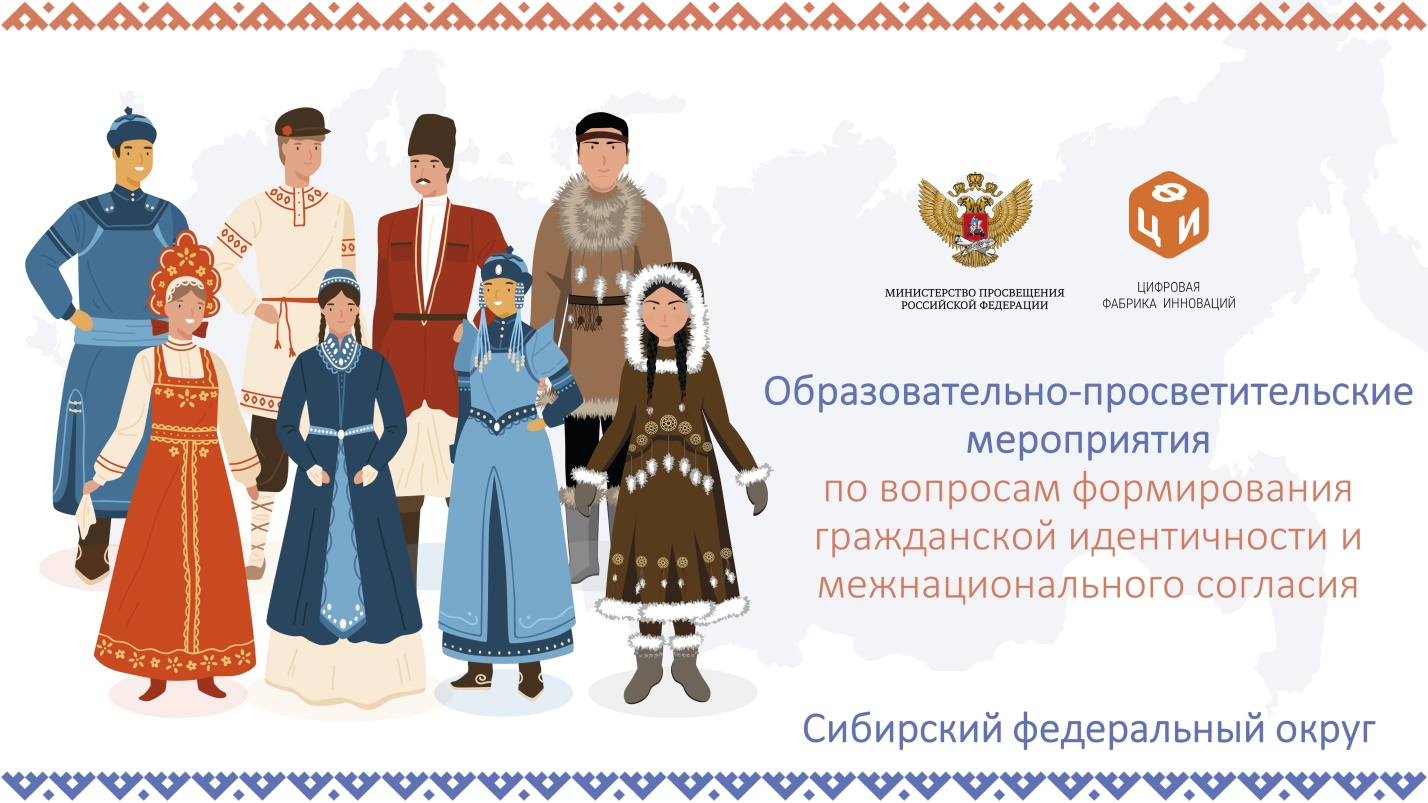 ЦФИ
МИНИСТЕРСТВО ПРОСВЕЩЕНИЯ
РОССИЙСКОЙ ФЕДЕРАЦИИ
ЦИФРОВАЯ
ФАБРИКА ИННОВАЦИЙ
Образовательно-просветительские
мероприятия
по вопросам формирования
гражданской идентичности и
межнационального согласия
Сибирский федеральный округ